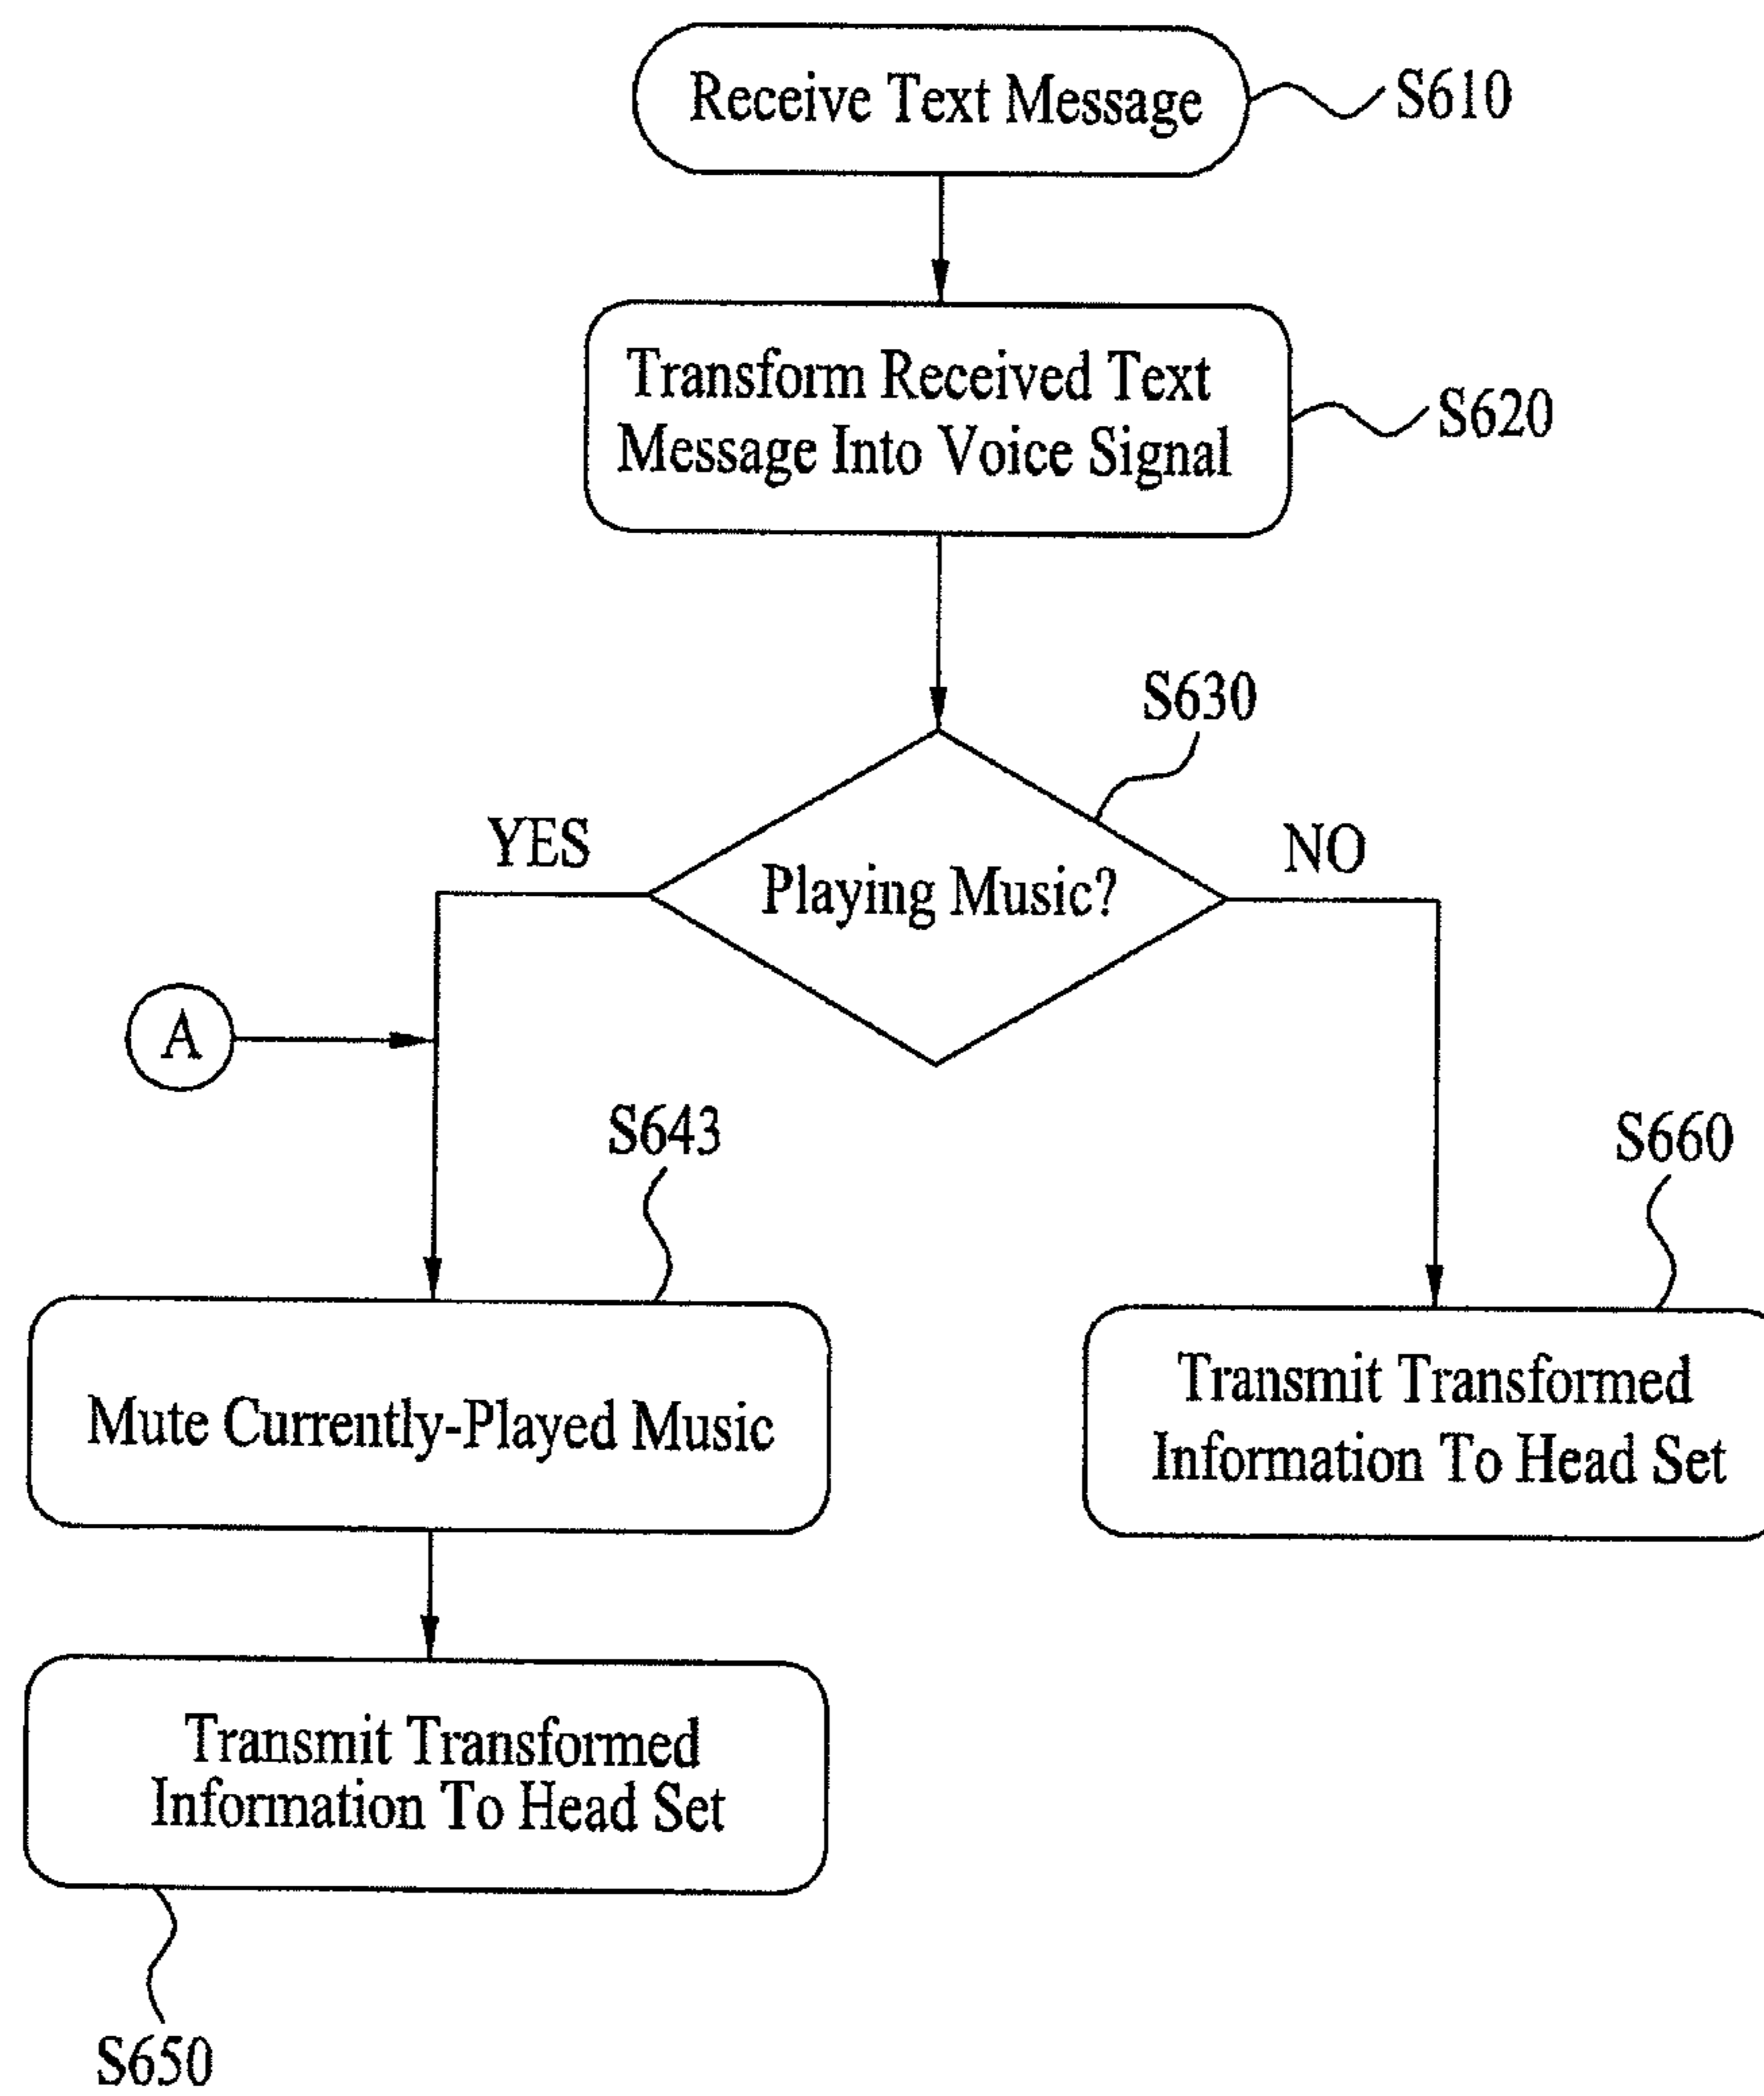 Receive Text Message
S610
Transform Received Text
Message Into Voice Signal
S620
S630
YES
Playing Music?
NO
A
S643
S660
Mute Currently-Played Music
Transmit Transformed
Information To Head Set
Transmit Transformed
Information To Head Set
S650